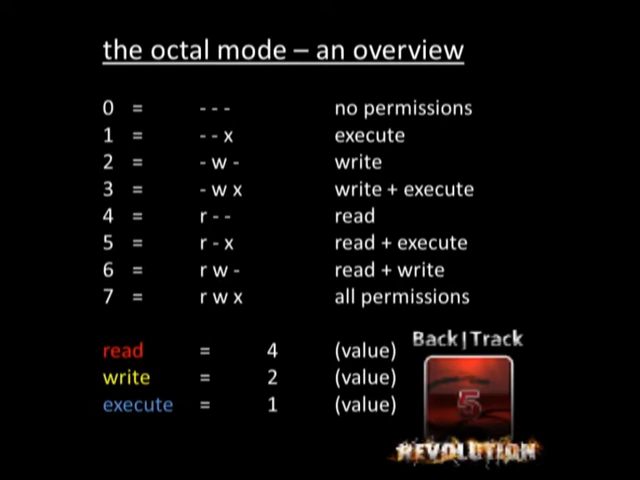 the octal mode – an overview
0 = - - - no permissions
1 = - - x execute
2 = - w - write
3 = - w x write + execute
4 = r - - read
5 = r - x read + execute
6 = r w - read + write
7 = r w x all permissions
read = 4 (value)
write = 2 (value)
execute = 1 (value)
Back|Track
5
REVOLUTION